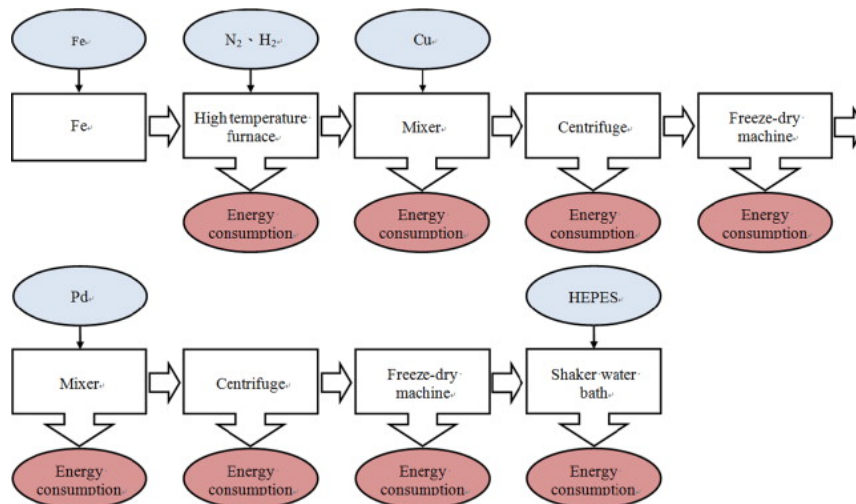 Fe
N₂、H₂
Cu
Fe
High temperature
furnace
Mixer
Centrifuge
Freeze-dry
machine
Energy
consumption
Energy
consumption
Energy
consumption
Energy
consumption
Pd
HEPES
Mixer
Centrifuge
Freeze-dry
machine
Shaker water
bath
Energy
consumption
Energy
consumption
Energy
consumption
Energy
consumption